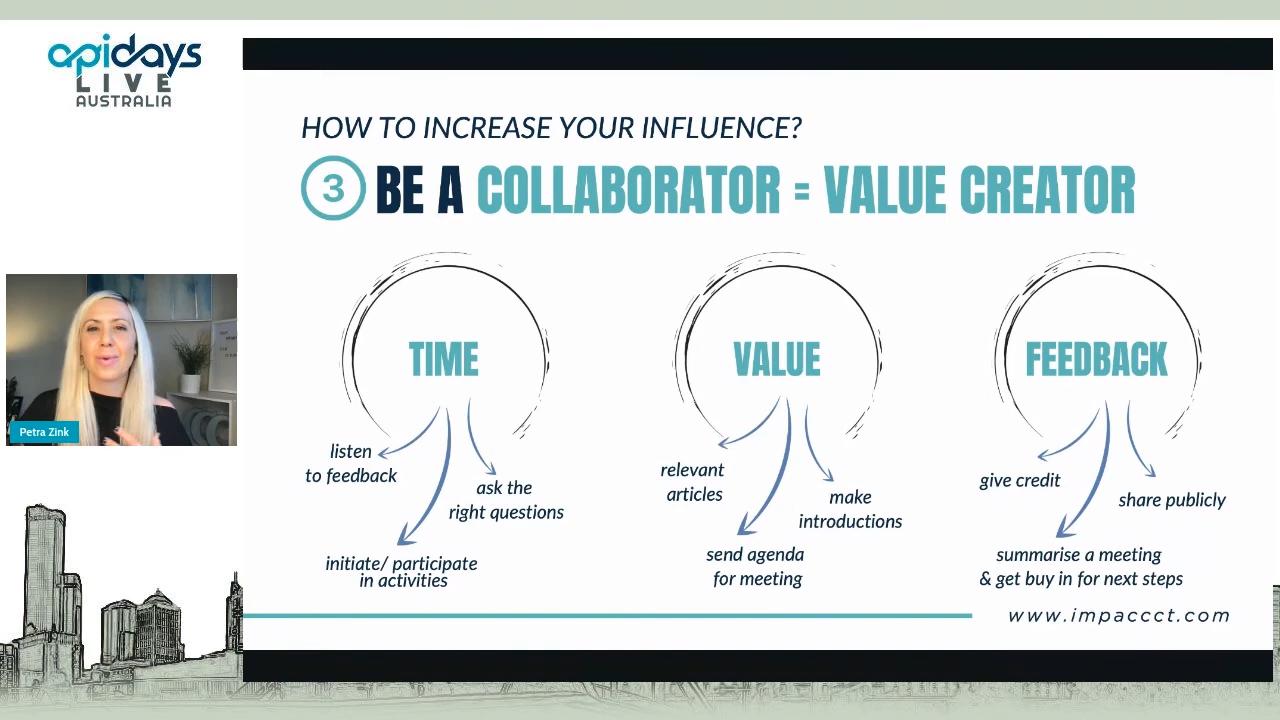 apidays
LIVE
AUSTRALIA
HOW TO INCREASE YOUR INFLUENCE?
3 BE A COLLABORATOR = VALUE CREATOR
TIME
listen
to feedback
ask the
right questions
initiate/ participate
in activities
VALUE
relevant
articles
make
introductions
send agenda
for meeting
FEEDBACK
give credit
share publicly
summarise a meeting
& get buy in for next steps
www.impaccct.com
Petra Zink